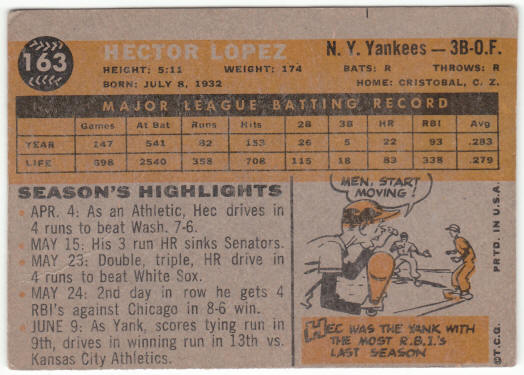 163
HECTOR LOPEZ
N. Y. Yankees — 3B-O.F.
HEIGHT: 5:11 WEIGHT: 174 BATS: R THROWS: R
BORN: JULY 8, 1932 HOME: CRISTOBAL, C. Z.
MAJOR LEAGUE BATTING RECORD
Games At Bat Runs Hits 2B 3B HR RBI Avg
YEAR 147 541 82 153 26 5 22 93 .283
LIFE 698 2540 358 708 115 18 83 338 .279
SEASON'S HIGHLIGHTS
• APR. 4: As an Athletic, Hec drives in
4 runs to beat Wash. 7-6.
• MAY 15: His 3 run HR sinks Senators.
• MAY 23: Double, triple, HR drive in
4 runs to beat White Sox.
• MAY 24: 2nd day in row he gets 4
RBI's against Chicago in 8-6 win.
• JUNE 9: As Yank, scores tying run in
9th, drives in winning run in 13th vs.
Kansas City Athletics.
MEN, START
MOVING!
HEC WAS THE YANK WITH
THE MOST R.B.I.'S
LAST SEASON
©T.C.G. PRTD. IN U.S.A.